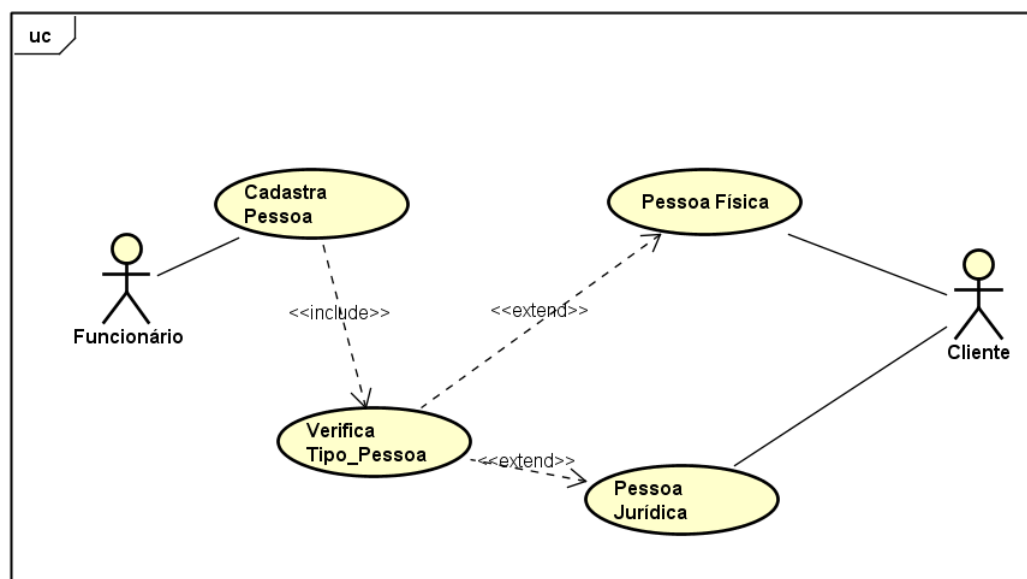 uc
Cadastra
Pessoa
Pessoa Física
Funcionário
<<include>>
<<extend>>
Cliente
Verifica
Tipo_Pessoa
<<extend>>
Pessoa
Jurídica